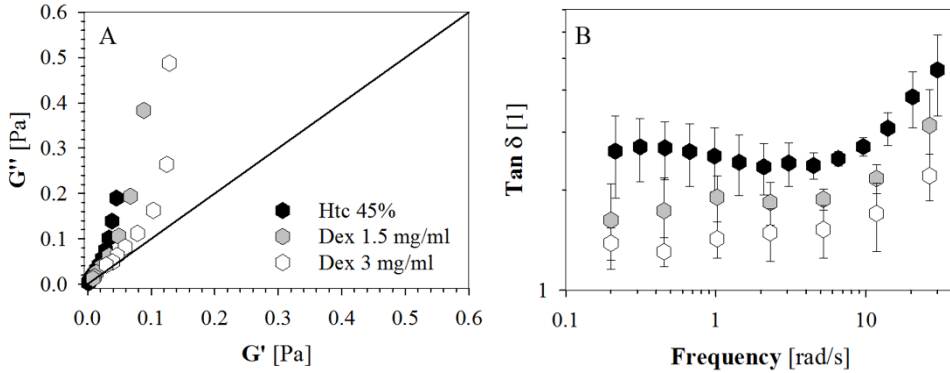 A
G'' [Pa]
0.6
0.5
0.4
0.3
0.2
0.1
0.0
Htc 45%
Dex 1.5 mg/ml
Dex 3 mg/ml
0.0 0.1 0.2 0.3 0.4 0.5 0.6
G' [Pa]
B
Tan δ [1]
1
0.1 1 10
Frequency [rad/s]